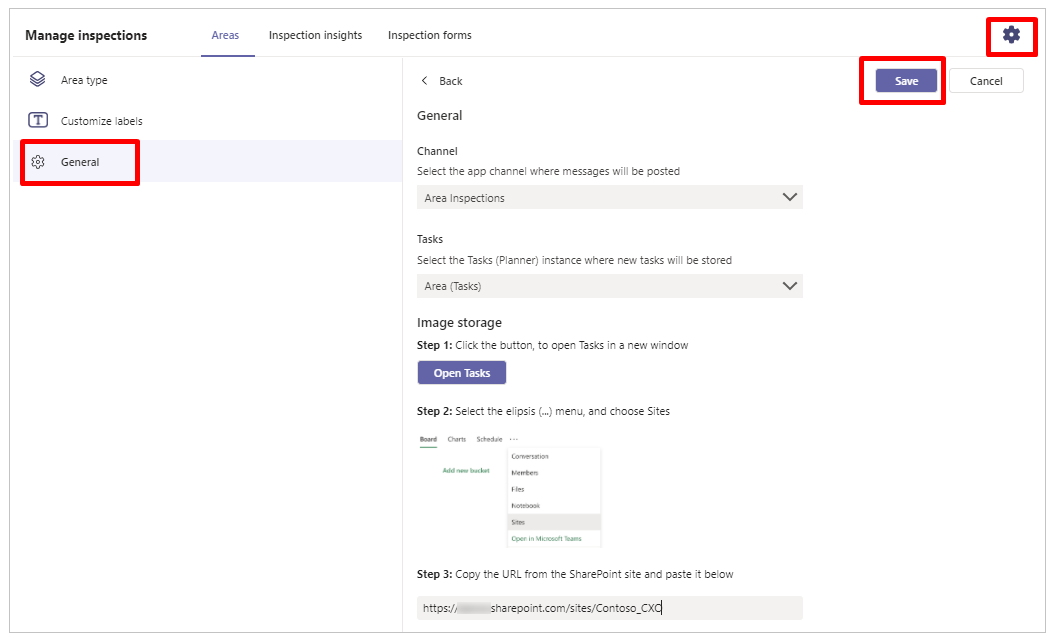 Manage inspections
Areas
Inspection insights
Inspection forms
Area type
Customize labels
General
Back
Save
Cancel
General
Channel
Select the app channel where messages will be posted
Area Inspections
Tasks
Select the Tasks (Planner) instance where new tasks will be stored
Area (Tasks)
Image storage
Step 1: Click the button, to open Tasks in a new window
Open Tasks
Step 2: Select the elipsis (...) menu, and choose Sites
Board Charts Schedule ...
Add new bucket
Conversation
Members
Files
Notebook
Sites
Open in Microsoft Teams
Step 3: Copy the URL from the SharePoint site and paste it below
https:// sharepoint.com/sites/Contoso_CXO